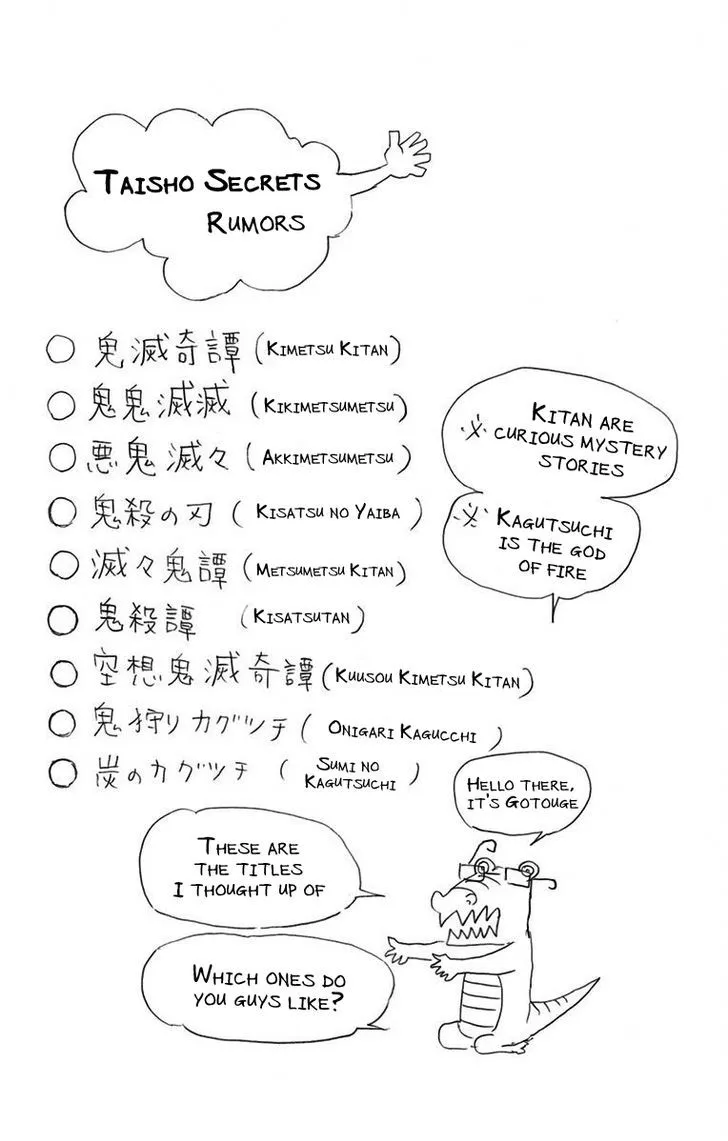 Taisho Secrets
Rumors
○ 鬼滅奇譚 (Kimetsu Kitan)
○ 鬼鬼滅滅 (Kikimetsumetsu)
○ 悪鬼滅々 (Akkimetsumetsu)
○ 鬼殺の刃 (Kisatsu no Yaiba)
○ 滅々鬼譚 (Metsumetsu Kitan)
○ 鬼殺譚 (Kisatsutan)
○ 空想鬼滅奇譚 (Kuusou Kimetsu Kitan)
○ 鬼狩りカグツチ (Onigari Kagucchi)
○ 炭のカグツチ (Sumi no
Kagutsuchi)
※ Kitan are
curious mystery
stories
※ Kagutsuchi
is the god
of fire
Hello there,
it's Gotouge
These are
the titles
I thought up of
Which ones do
you guys like?